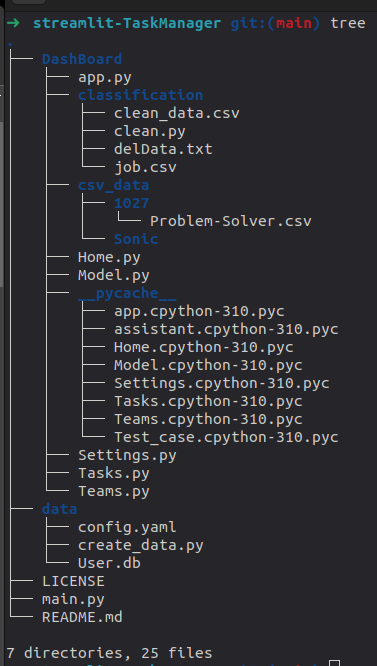 ➜  streamlit-TaskManager git:(main) tree
.
├── DashBoard
│   ├── app.py
│   ├── classification
│   │   ├── clean_data.csv
│   │   ├── clean.py
│   │   ├── delData.txt
│   │   └── job.csv
│   ├── csv_data
│   │   ├── 1027
│   │   │   └── Problem-Solver.csv
│   │   └── Sonic
│   ├── Home.py
│   ├── Model.py
│   ├── __pycache__
│   │   ├── app.cpython-310.pyc
│   │   ├── assistant.cpython-310.pyc
│   │   ├── Home.cpython-310.pyc
│   │   ├── Model.cpython-310.pyc
│   │   ├── Settings.cpython-310.pyc
│   │   ├── Tasks.cpython-310.pyc
│   │   ├── Teams.cpython-310.pyc
│   │   └── Test_case.cpython-310.pyc
│   ├── Settings.py
│   ├── Tasks.py
│   └── Teams.py
├── data
│   ├── config.yaml
│   ├── create_data.py
│   └── User.db
├── LICENSE
├── main.py
└── README.md

7 directories, 25 files